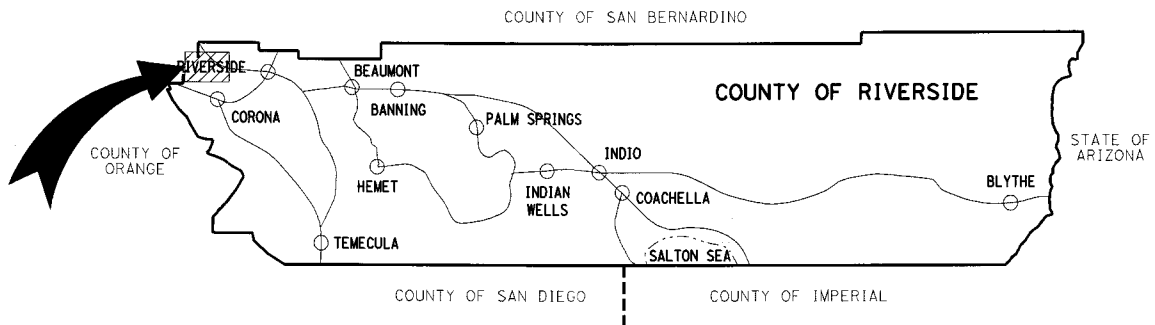 COUNTY OF SAN BERNARDINO
RIVERSIDE
BEAUMONT
BANNING
CORONA
COUNTY OF RIVERSIDE
PALM SPRINGS
COUNTY OF
ORANGE
STATE OF
ARIZONA
INDIO
HEMET
INDIAN
WELLS
COACHELLA
BLYTHE
TEMECULA
SALTON SEA
COUNTY OF SAN DIEGO
COUNTY OF IMPERIAL